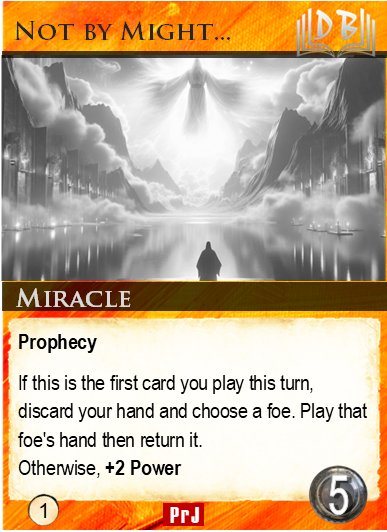 Not by Might...
DB
Miracle
Prophecy
If this is the first card you play this turn,
discard your hand and choose a foe. Play that
foe's hand then return it.
Otherwise, +2 Power
1
PrJ
5